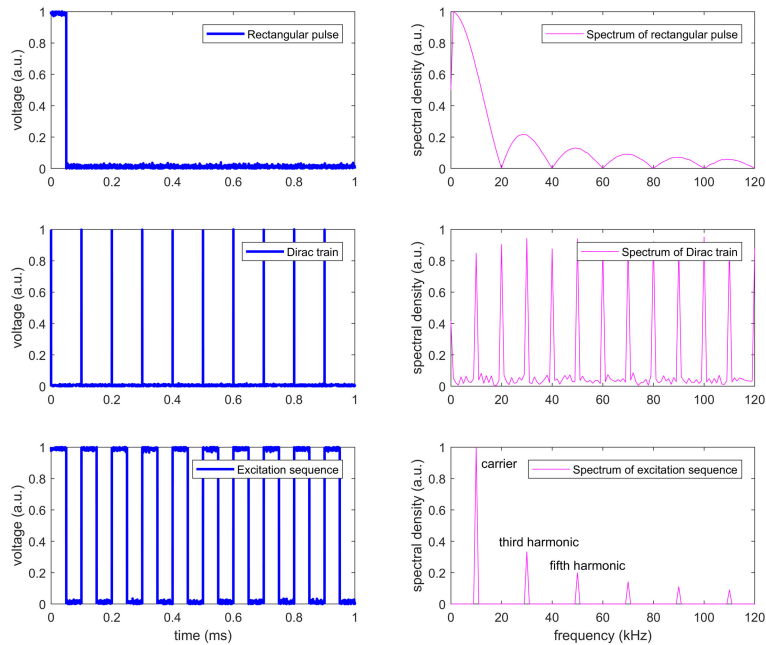 1
0.8
0.6
0.4
0.2
0
voltage (a.u.)
Rectangular pulse
0 0.2 0.4 0.6 0.8 1
1
0.8
0.6
0.4
0.2
0
spectral density (a.u.)
Spectrum of rectangular pulse
0 20 40 60 80 100 120
1
0.8
0.6
0.4
0.2
0
voltage (a.u.)
Dirac train
0 0.2 0.4 0.6 0.8 1
1
0.8
0.6
0.4
0.2
0
spectral density (a.u.)
Spectrum of Dirac train
0 20 40 60 80 100 120
1
0.8
0.6
0.4
0.2
0
voltage (a.u.)
Excitation sequence
0 0.2 0.4 0.6 0.8 1
time (ms)
1
0.8
0.6
0.4
0.2
0
spectral density (a.u.)
Spectrum of excitation sequence
carrier
third harmonic
fifth harmonic
0 20 40 60 80 100 120
frequency (kHz)